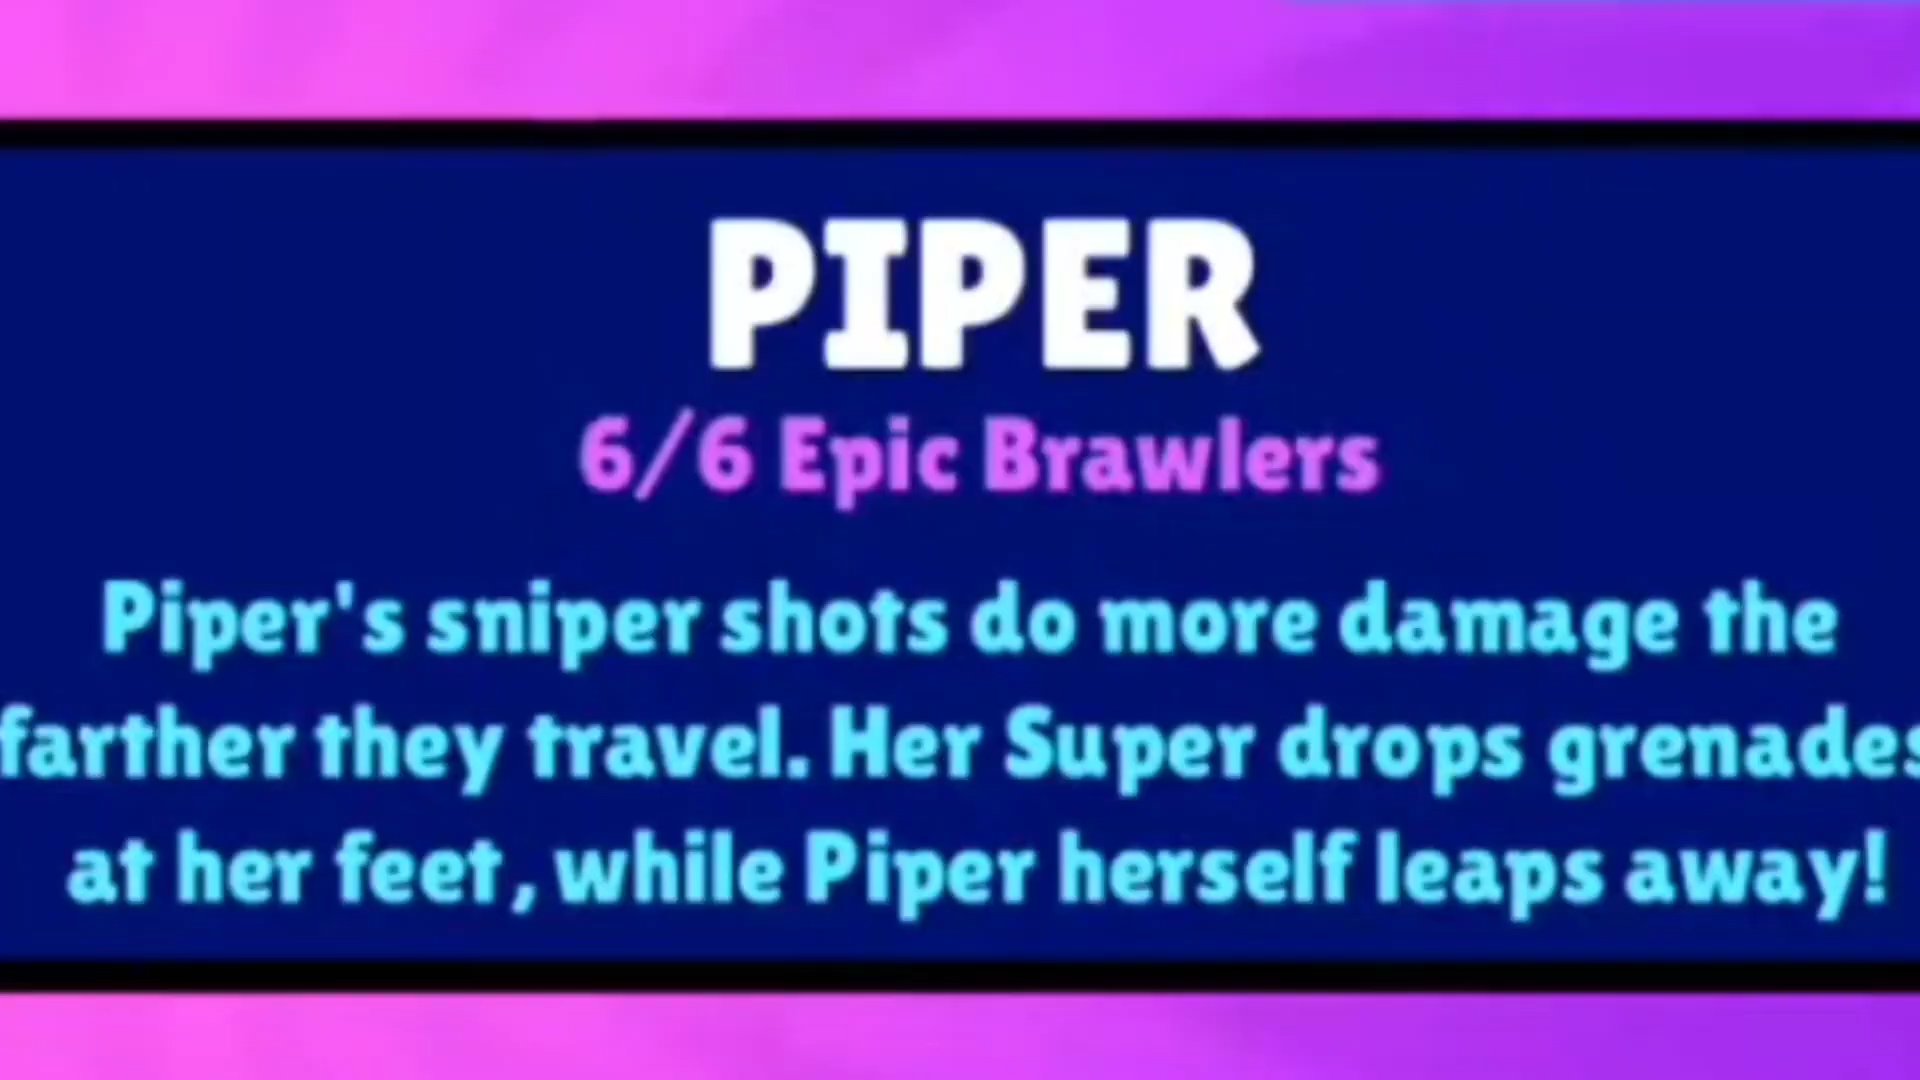 PIPER
6/6 Epic Brawlers
Piper's sniper shots do more damage the
farther they travel. Her Super drops grenades
at her feet, while Piper herself leaps away!